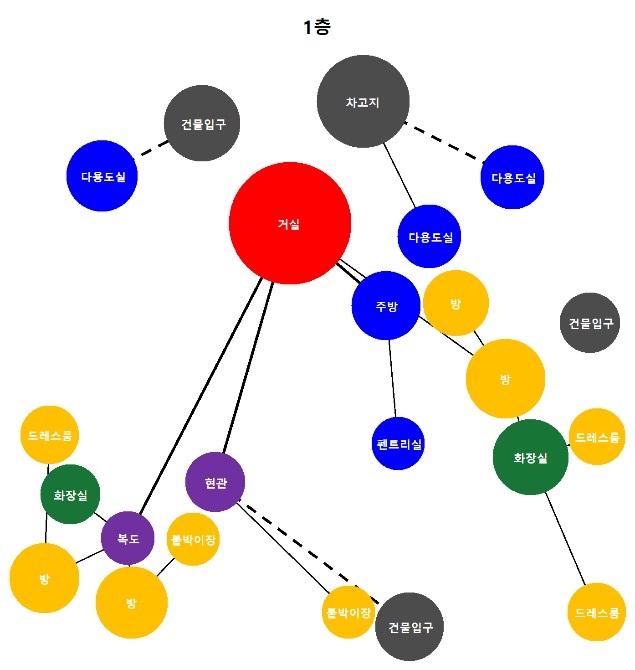 1층
차고지
건물입구
다용도실
다용도실
거실
다용도실
주방
방
건물입구
방
드레스룸
드레스룸
펜트리실
화장실
현관
화장실
복도
붙박이장
방
방
붙박이장
건물입구
드레스룸